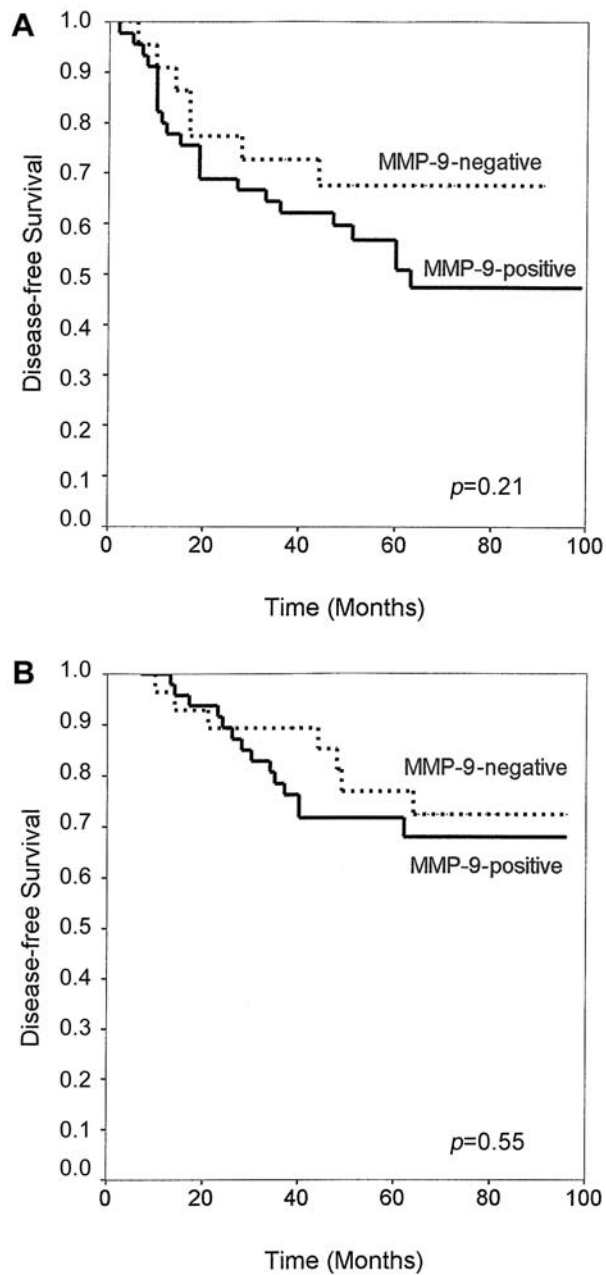 A
Disease-free Survival
1.0
0.9
0.8
0.7
0.6
0.5
0.4
0.3
0.2
0.1
0.0
MMP-9-negative
MMP-9-positive
p=0.21
20 40 60 80 100
Time (Months)
B
Disease-free Survival
1.0
0.9
0.8
0.7
0.6
0.5
0.4
0.3
0.2
0.1
0.0
MMP-9-negative
MMP-9-positive
p=0.55
0 20 40 60 80 100
Time (Months)